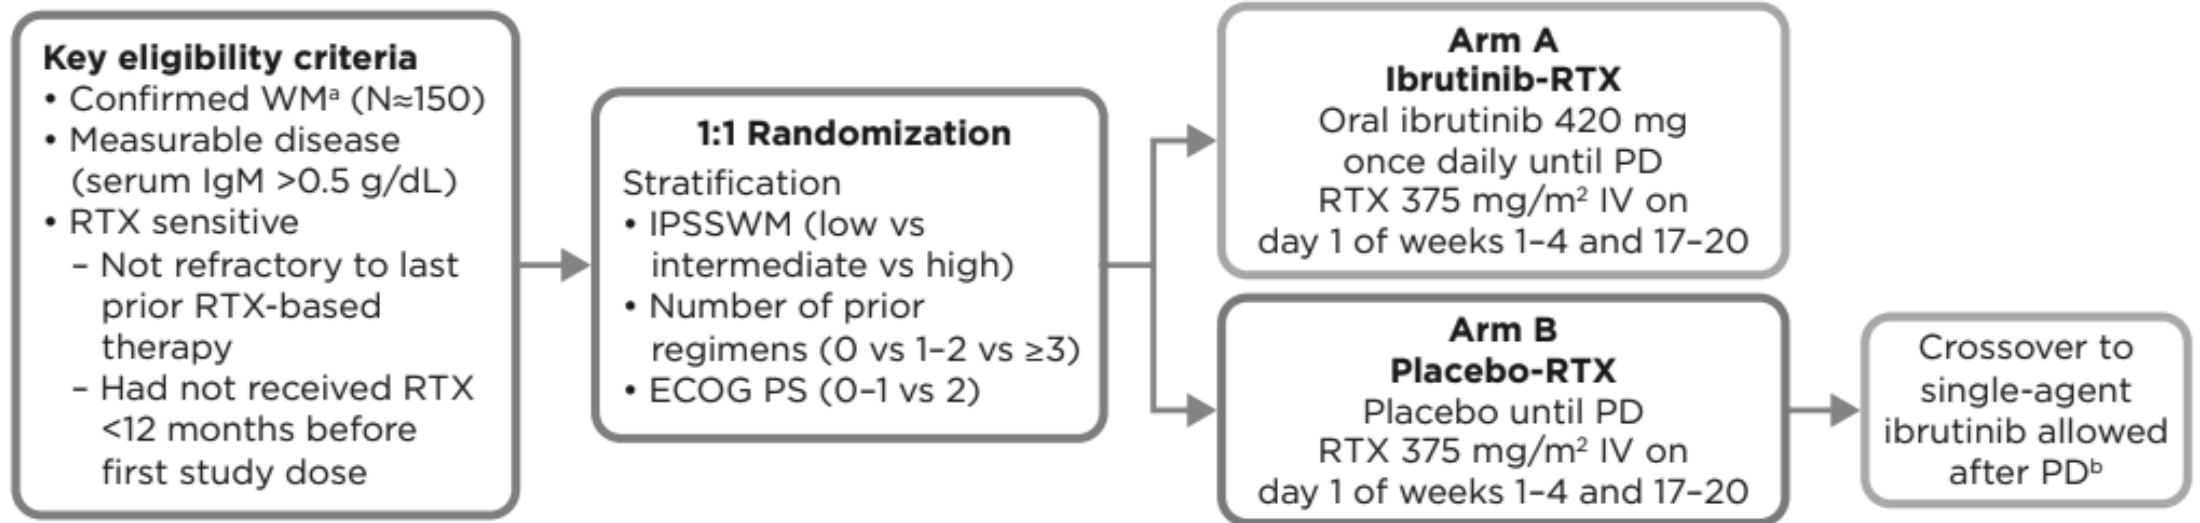 Key eligibility criteria
• Confirmed WMᵃ (N≈150)
• Measurable disease
(serum IgM >0.5 g/dL)
• RTX sensitive
– Not refractory to last
prior RTX-based
therapy
– Had not received RTX
<12 months before
first study dose
1:1 Randomization
Stratification
• IPSSWM (low vs
intermediate vs high)
• Number of prior
regimens (0 vs 1–2 vs ≥3)
• ECOG PS (0–1 vs 2)
Arm A
Ibrutinib-RTX
Oral ibrutinib 420 mg
once daily until PD
RTX 375 mg/m² IV on
day 1 of weeks 1–4 and 17–20
Arm B
Placebo-RTX
Placebo until PD
RTX 375 mg/m² IV on
day 1 of weeks 1–4 and 17–20
Crossover to
single-agent
ibrutinib allowed
after PDᵇ